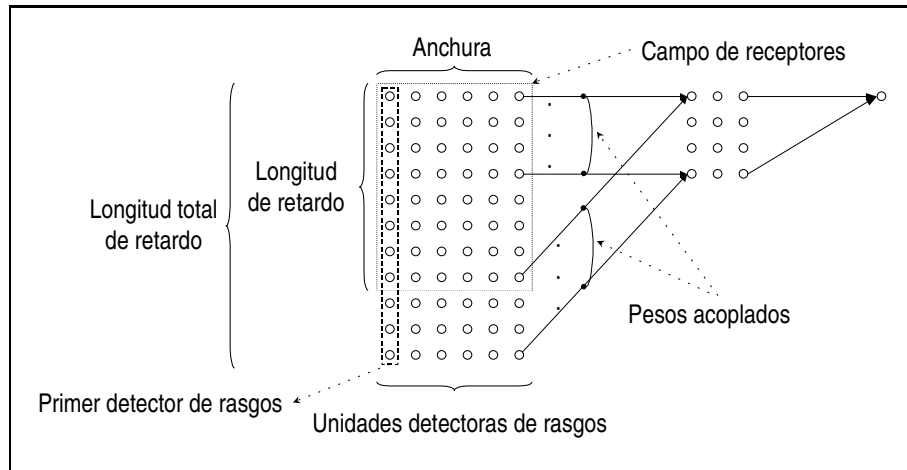 Anchura
Campo de receptores
Longitud
de retardo
Longitud total
de retardo
Pesos acoplados
Primer detector de rasgos
Unidades detectoras de rasgos